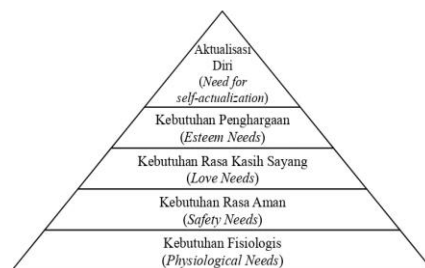 Aktualisasi
Diri
(Need for
self-actualization)
Kebutuhan Penghargaan
(Esteem Needs)
Kebutuhan Rasa Kasih Sayang
(Love Needs)
Kebutuhan Rasa Aman
(Safety Needs)
Kebutuhan Fisiologis
(Physiological Needs)